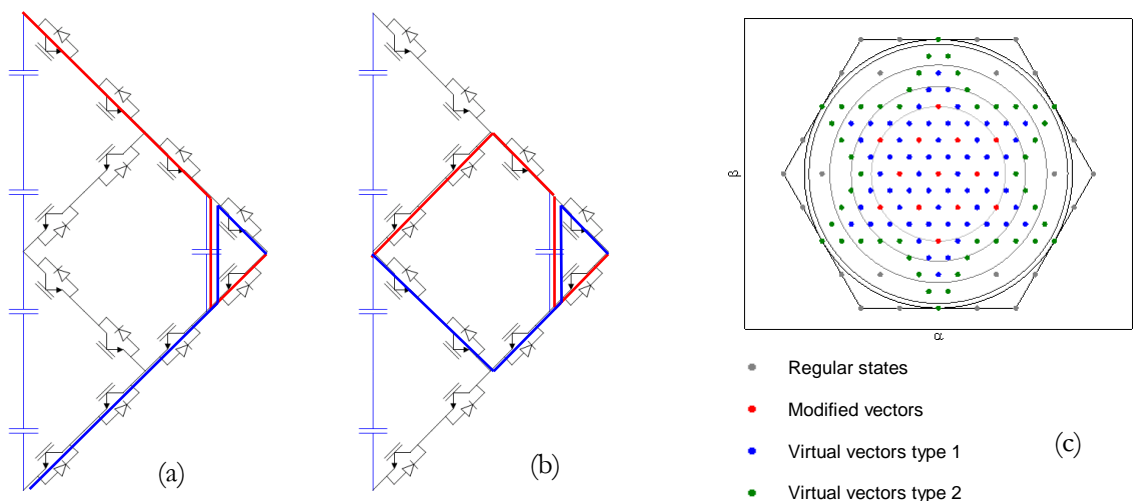 (a)
(b)
β
α
Regular states
Modified vectors
Virtual vectors type 1
Virtual vectors type 2
(c)